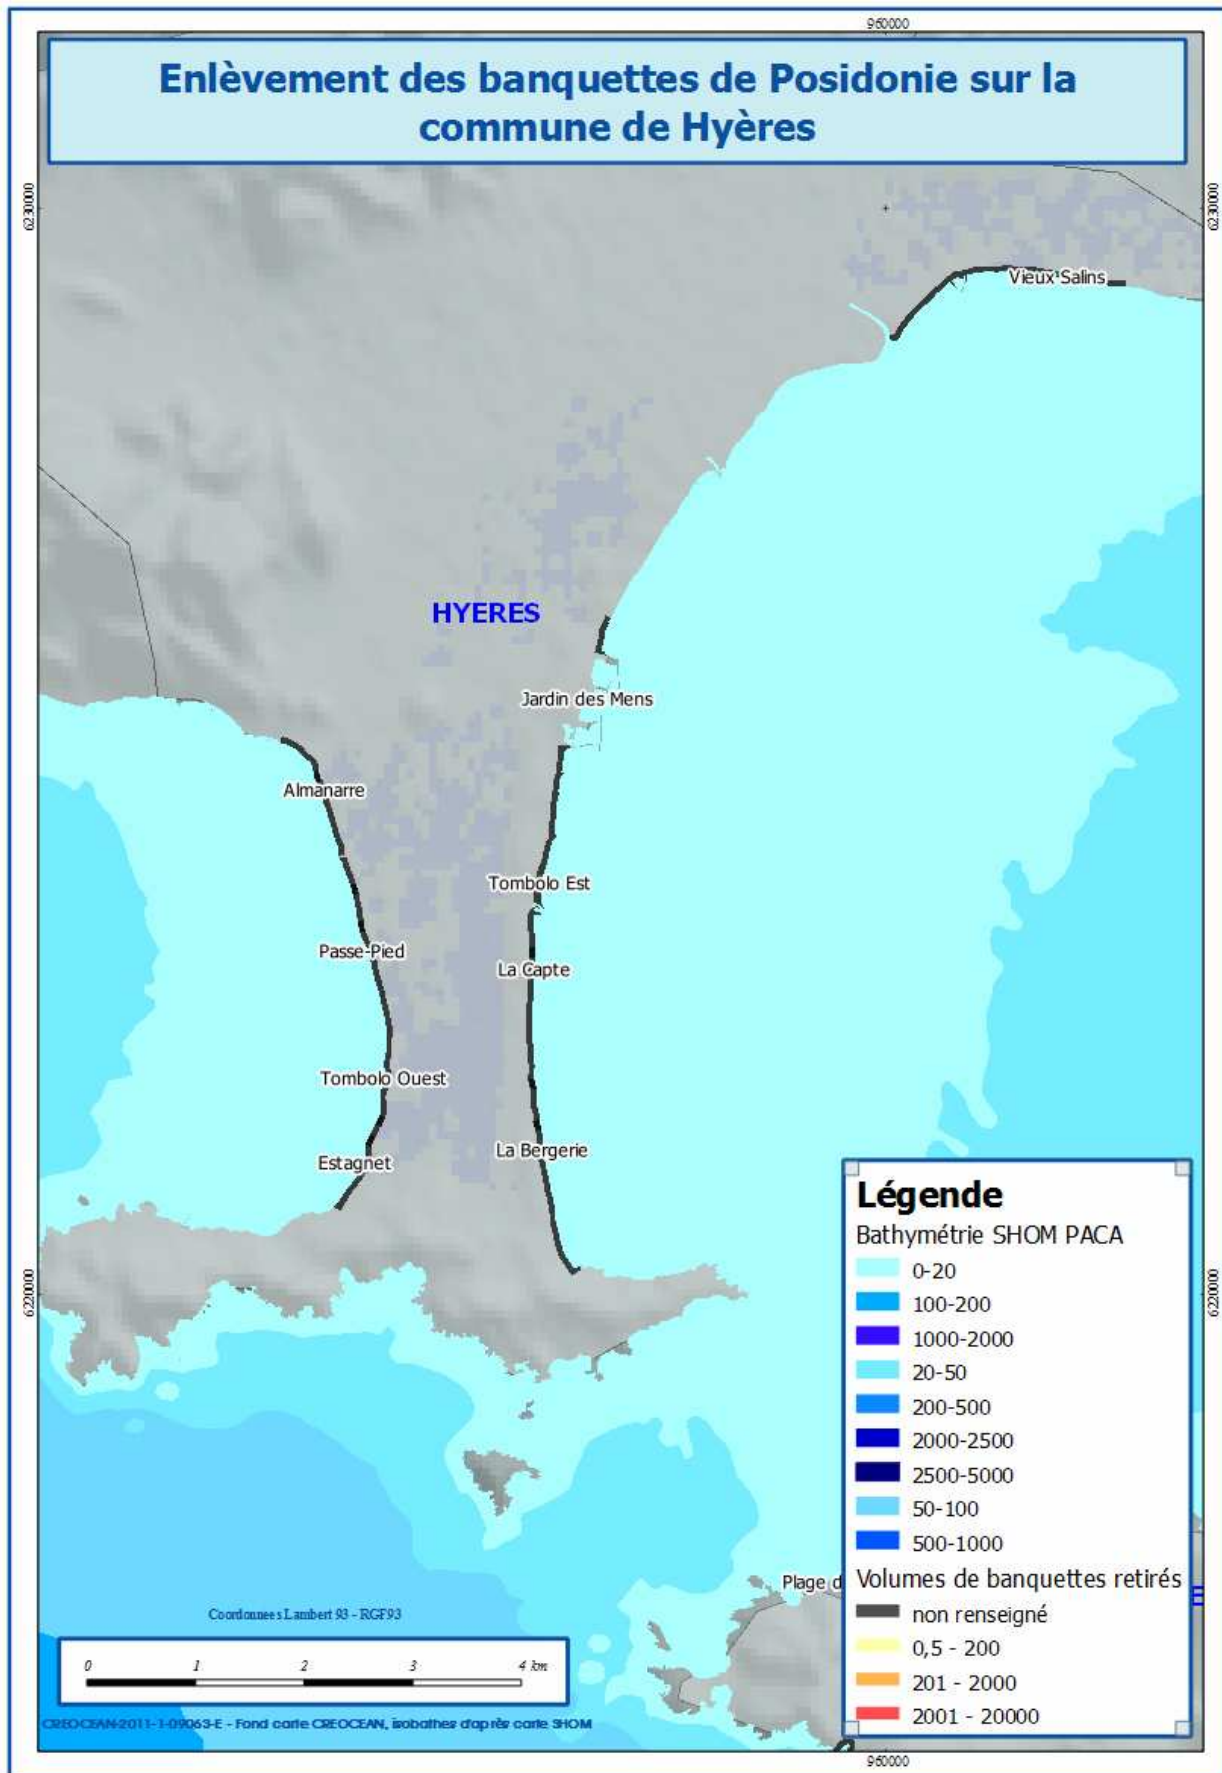 960000
Enlèvement des banquettes de Posidonie sur la
commune de Hyères
6230000
6230000
Vieux Salins
HYERES
Jardin des Mens
Almanarre
Tombolo Est
Passe-Pied
La Capte
Tombolo Ouest
La Bergerie
Estagnet
Légende
Bathymétrie SHOM PACA
0-20
100-200
1000-2000
20-50
200-500
2000-2500
2500-5000
50-100
500-1000
6220000
6220000
Plage d
Volumes de banquettes retirés
E
non renseigné
0,5 - 200
201 - 2000
2001 - 20000
Coordonnees Lambert 93 - RGF93
0 1 2 3 4 km
CREOCEAN-2011-1-09063-E - Fond carte CREOCEAN, isobathes d'après carte SHOM
960000